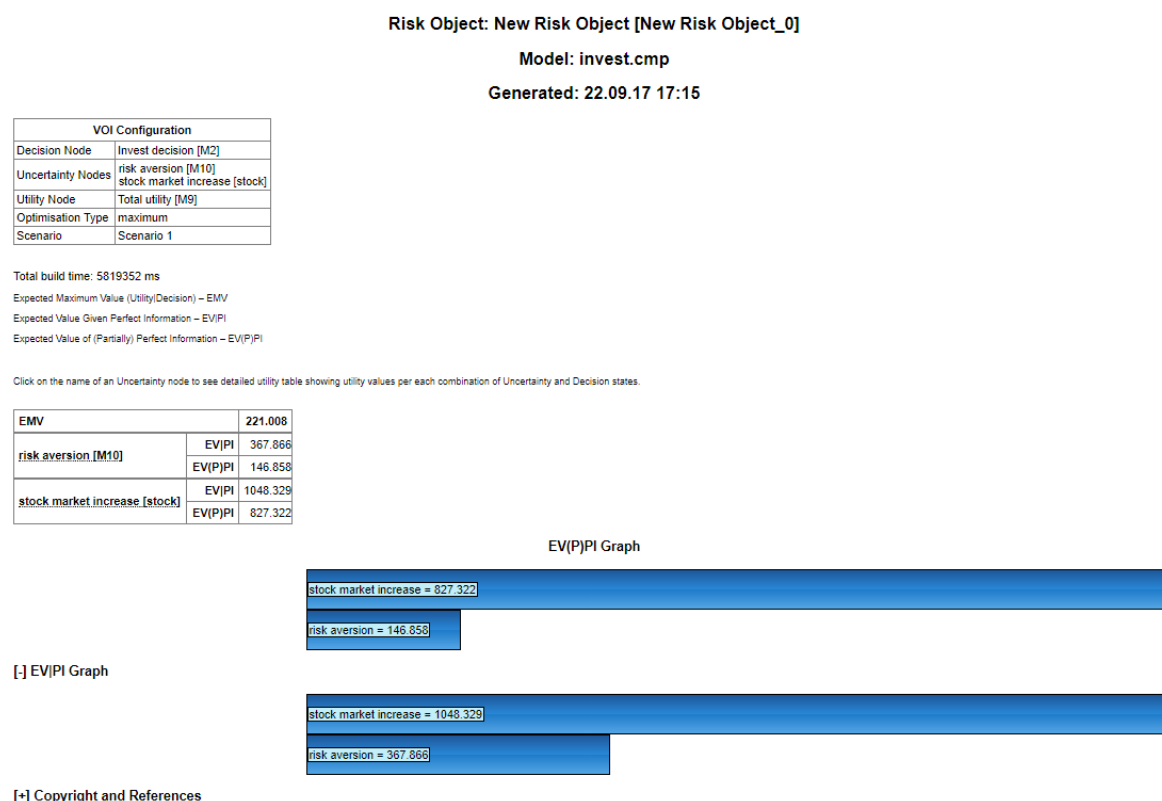 Risk Object: New Risk Object [New Risk Object_0]
Model: invest.cmp
Generated: 22.09.17 17:15
VOI Configuration
Decision Node Invest decision [M2]
Uncertainty Nodes risk aversion [M10]
stock market increase [stock]
Utility Node Total utility [M9]
Optimisation Type maximum
Scenario Scenario 1
Total build time: 5819352 ms
Expected Maximum Value (Utility|Decision) – EMV
Expected Value Given Perfect Information – EV|PI
Expected Value of (Partially) Perfect Information – EV(P)PI
Click on the name of an Uncertainty node to see detailed utility table showing utility values per each combination of Uncertainty and Decision states.
EMV 221.008
risk aversion [M10] EV|PI 367.866
EV(P)PI 146.858
stock market increase [stock] EV|PI 1048.329
EV(P)PI 827.322
EV(P)PI Graph
stock market increase = 827.322
risk aversion = 146.858
[-] EV|PI Graph
stock market increase = 1048.329
risk aversion = 367.866
[+] Copyright and References